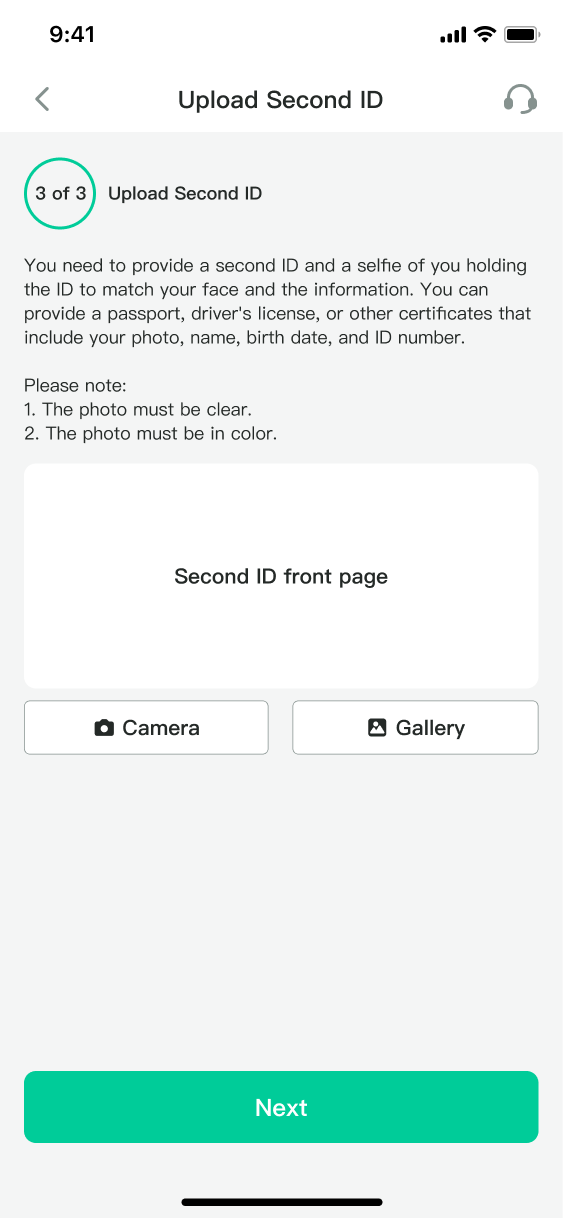 9:41
Upload Second ID
3 of 3 Upload Second ID
You need to provide a second ID and a selfie of you holding
the ID to match your face and the information. You can
provide a passport, driver's license, or other certificates that
include your photo, name, birth date, and ID number.
Please note:
1. The photo must be clear.
2. The photo must be in color.
Second ID front page
Camera Gallery
Next